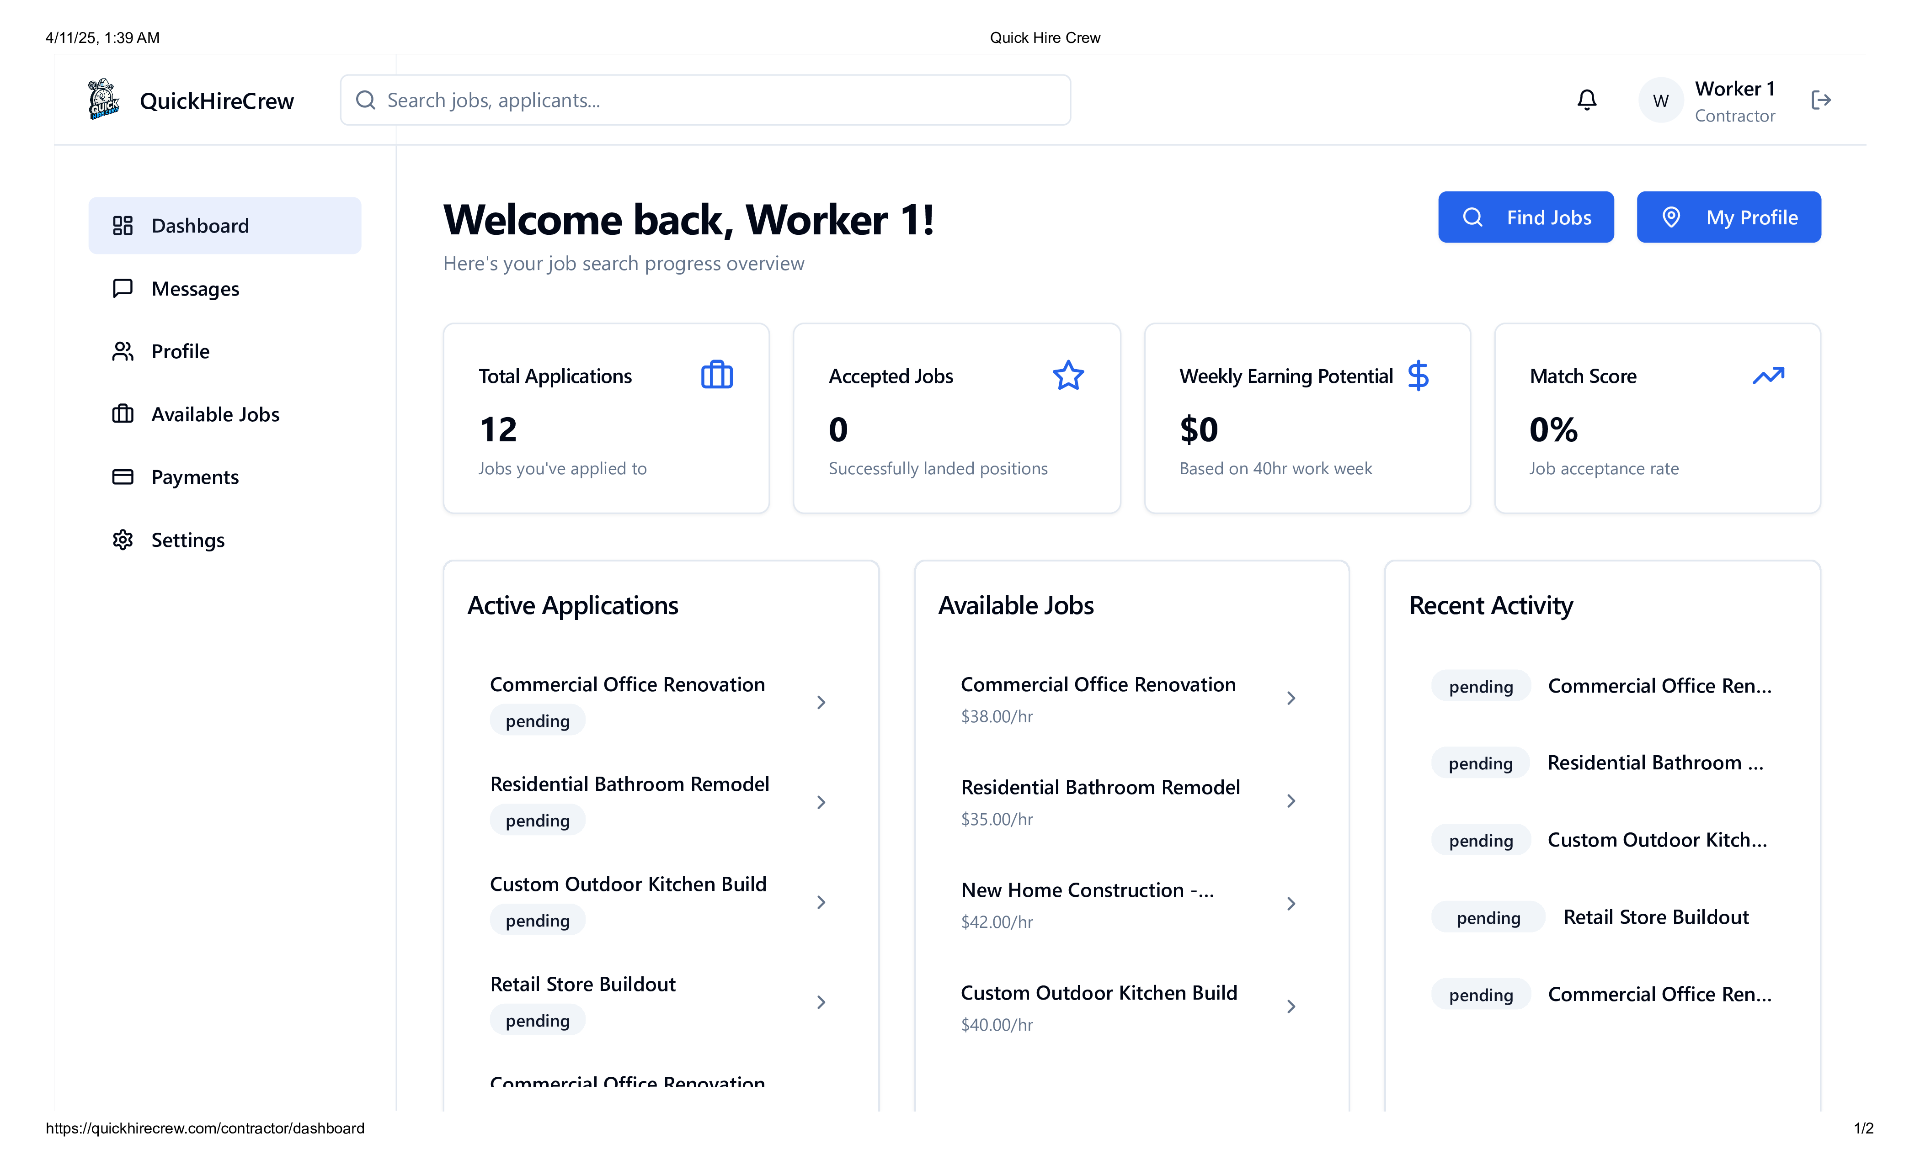 4/11/25, 1:39 AM
Quick Hire Crew
QUICK
QuickHireCrew
Search jobs, applicants...
W
Worker 1
Contractor
Dashboard
Messages
Profile
Available Jobs
Payments
Settings
Welcome back, Worker 1!
Here's your job search progress overview
Find Jobs
My Profile
Total Applications
12
Jobs you've applied to
Accepted Jobs
0
Successfully landed positions
Weekly Earning Potential
$0
Based on 40hr work week
Match Score
0%
Job acceptance rate
Active Applications
Commercial Office Renovation
pending
Residential Bathroom Remodel
pending
Custom Outdoor Kitchen Build
pending
Retail Store Buildout
pending
Commercial Office Renovation
Available Jobs
Commercial Office Renovation
$38.00/hr
Residential Bathroom Remodel
$35.00/hr
New Home Construction -...
$42.00/hr
Custom Outdoor Kitchen Build
$40.00/hr
Recent Activity
pending Commercial Office Ren...
pending Residential Bathroom ...
pending Custom Outdoor Kitch...
pending Retail Store Buildout
pending Commercial Office Ren...
https://quickhirecrew.com/contractor/dashboard
1/2